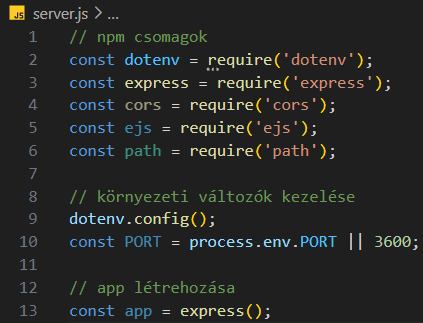 JS server.js > ...
1 // npm csomagok
2 const dotenv = require('dotenv');
3 const express = require('express');
4 const cors = require('cors');
5 const ejs = require('ejs');
6 const path = require('path');
7
8 // környezeti változók kezelése
9 dotenv.config();
10 const PORT = process.env.PORT || 3600;
11
12 // app létrehozása
13 const app = express();